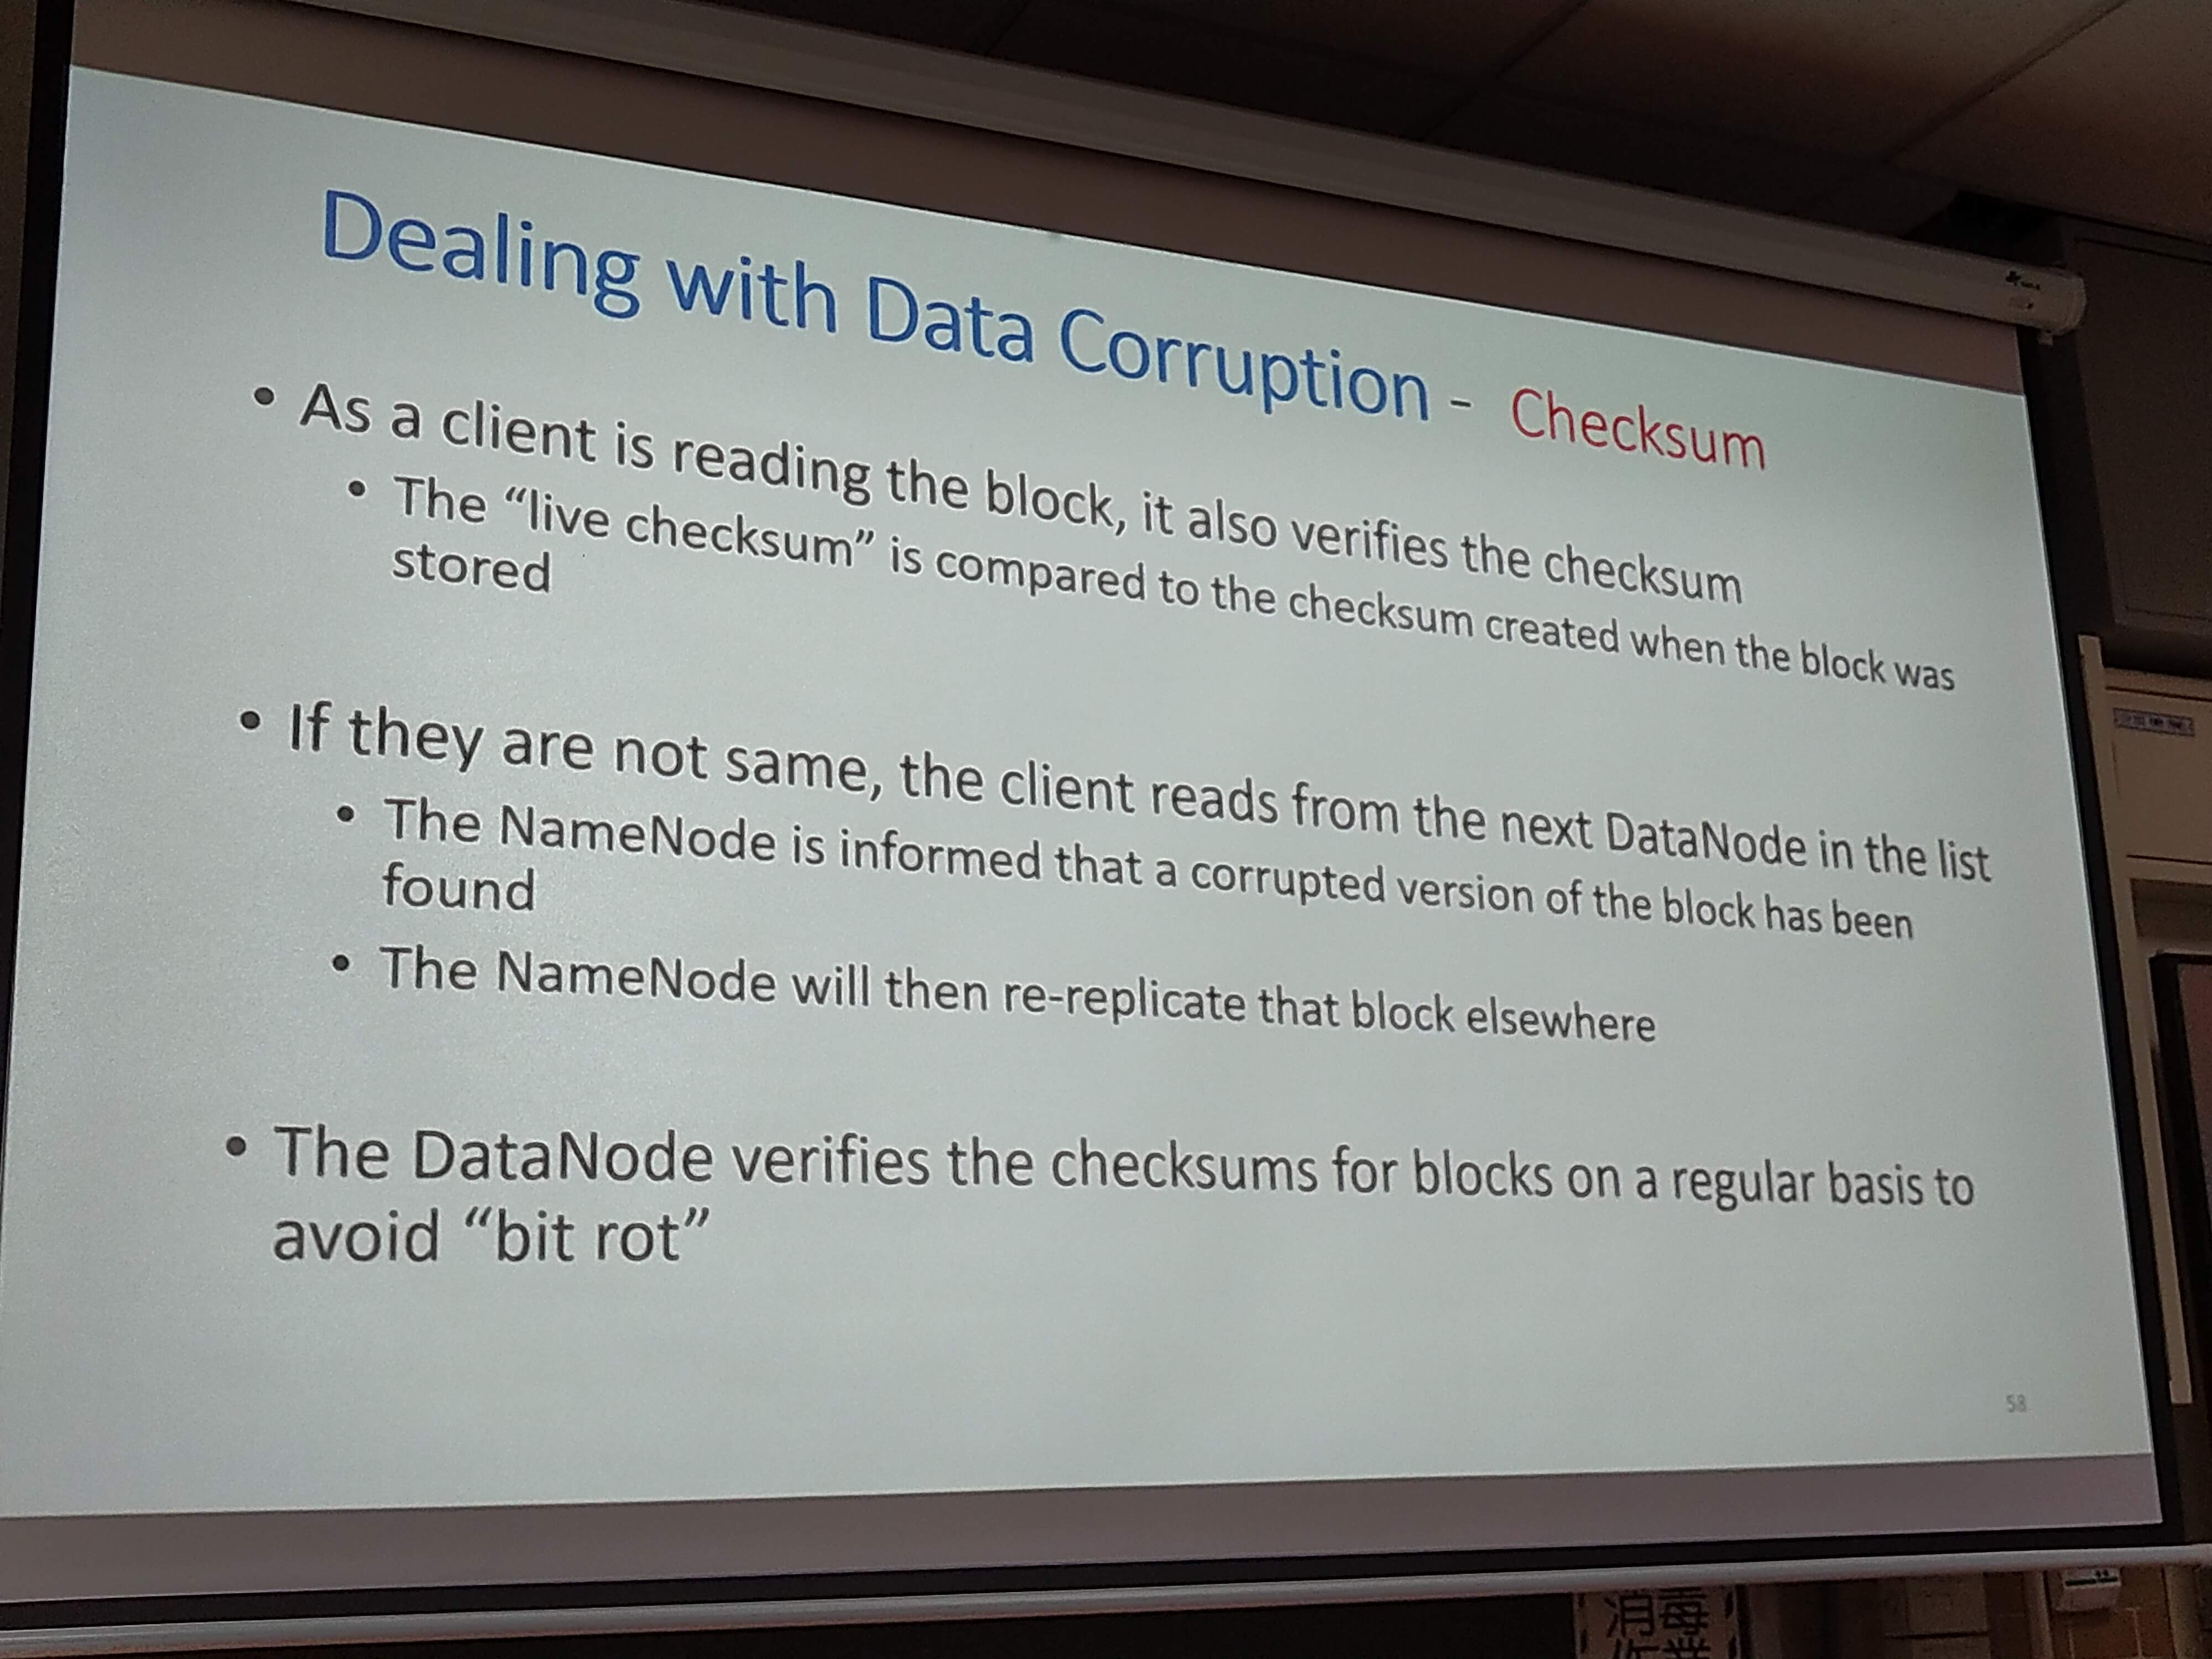 Dealing with Data Corruption - Checksum
• As a client is reading the block, it also verifies the checksum
• The “live checksum” is compared to the checksum created when the block was
stored
• If they are not same, the client reads from the next DataNode in the list
• The NameNode is informed that a corrupted version of the block has been
found
• The NameNode will then re-replicate that block elsewhere
• The DataNode verifies the checksums for blocks on a regular basis to
avoid “bit rot”
58
消毒
作業